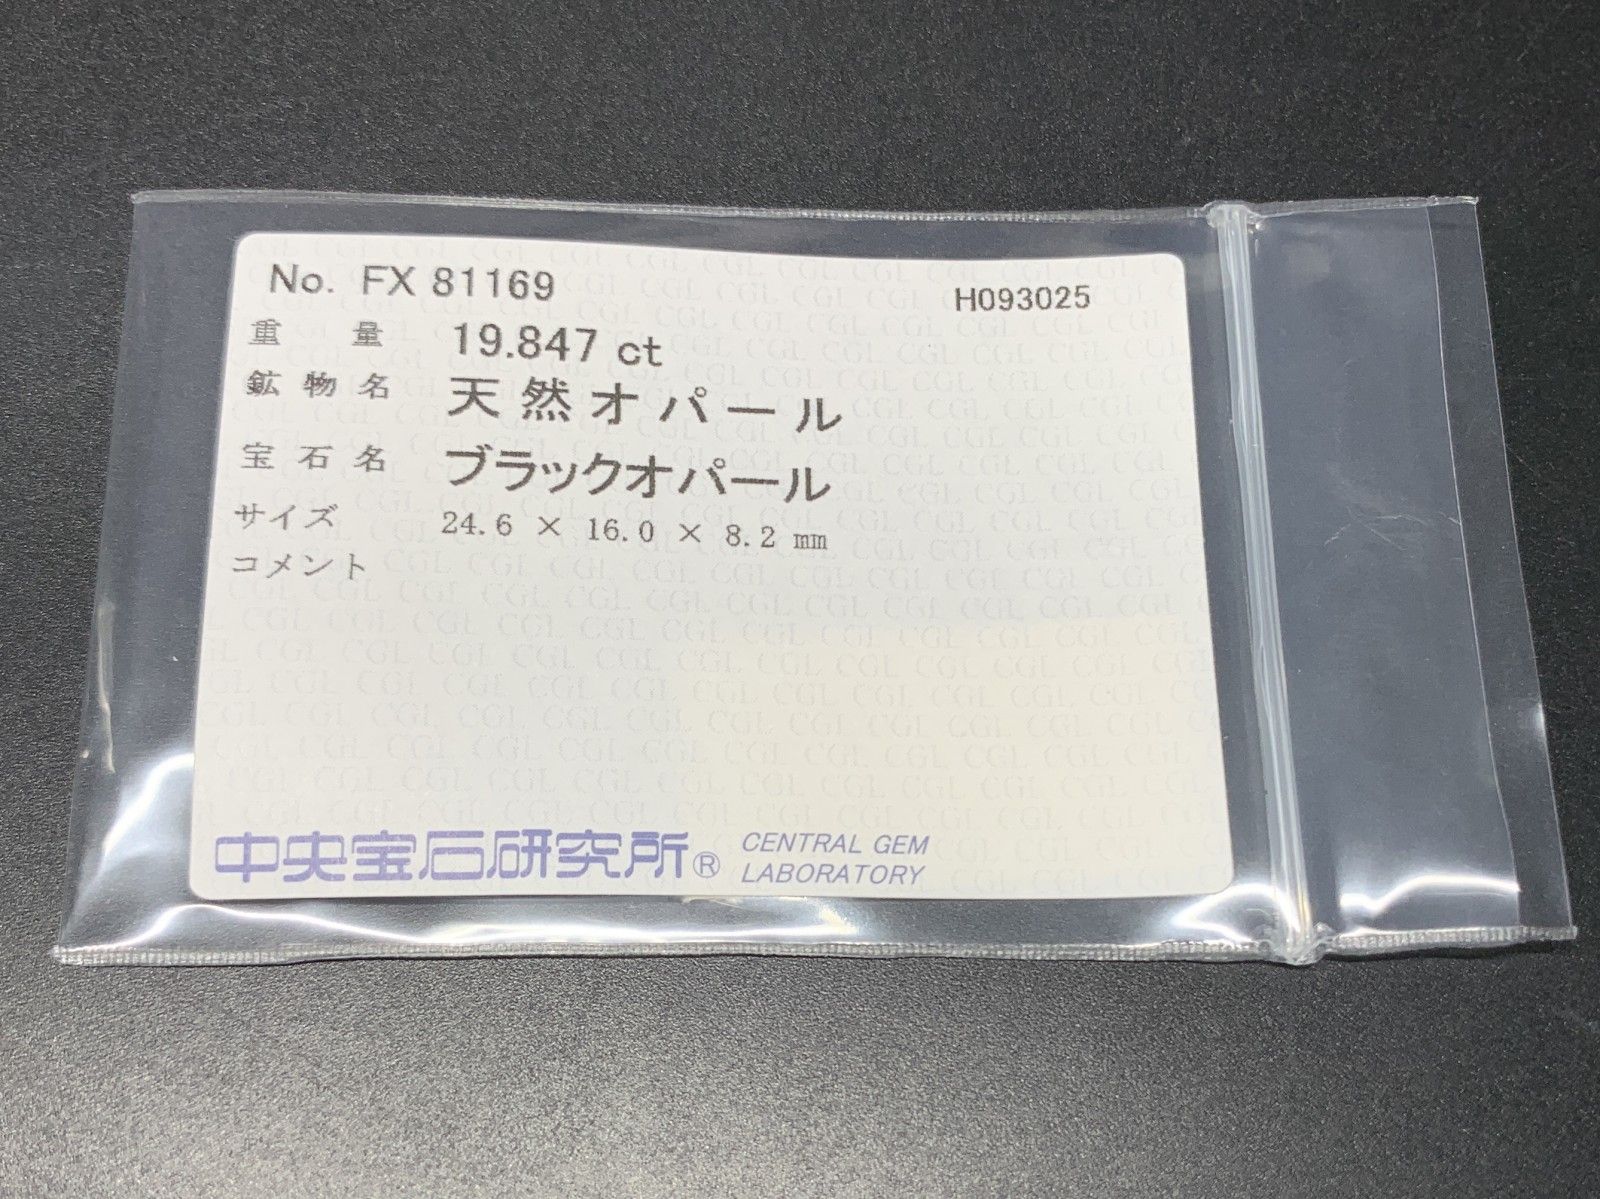 No. FX 81169 H093025
重量 19.847 ct
鉱物名 天然オパール
宝石名 ブラックオパール
サイズ 24.6 × 16.0 × 8.2 mm
コメント
中央宝石研究所® CENTRAL GEM
LABORATORY